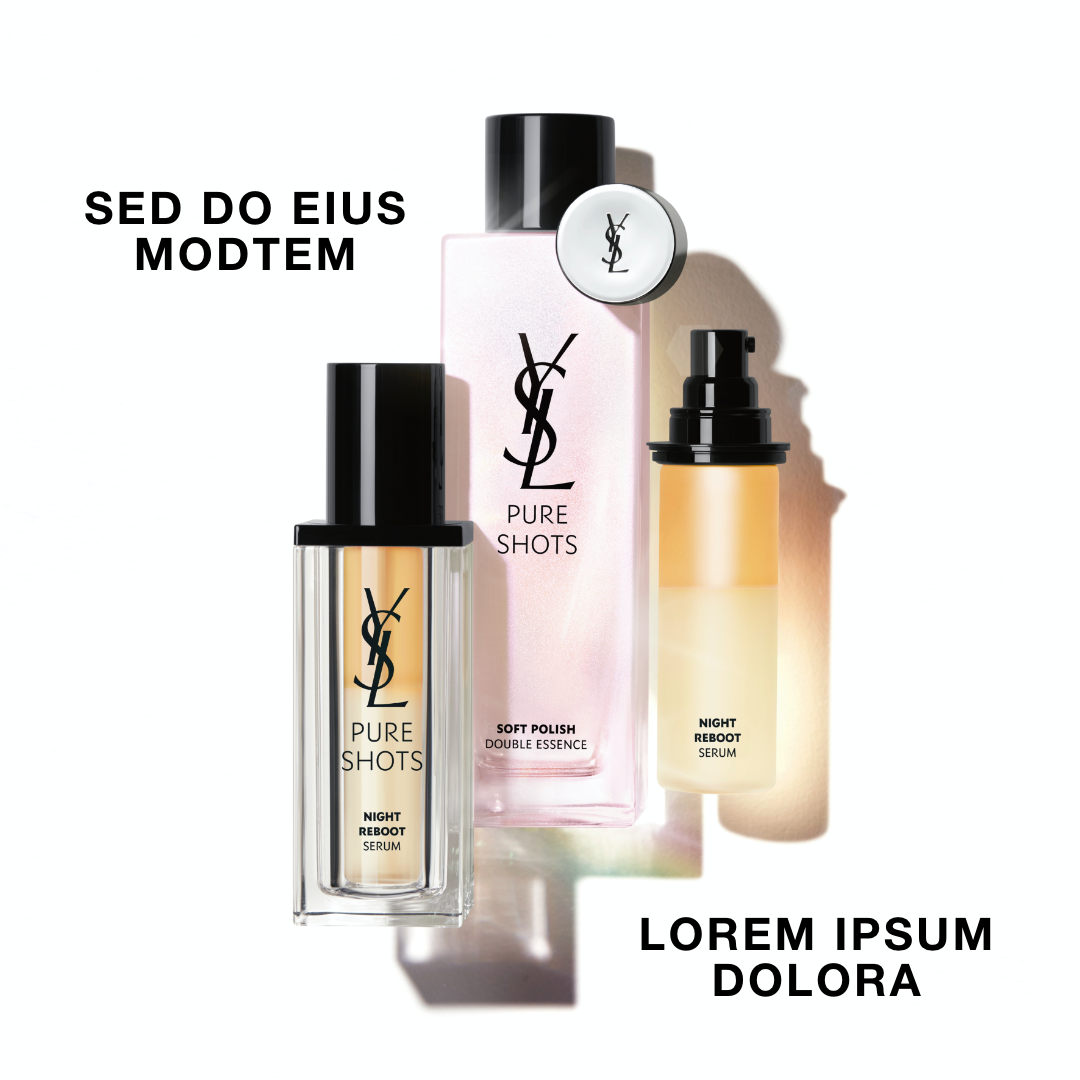 SED DO EIUS
MODTEM
YSL
YSL
PURE
SHOTS
SOFT POLISH
DOUBLE ESSENCE
YSL
PURE
SHOTS
NIGHT
REBOOT
SERUM
NIGHT
REBOOT
SERUM
LOREM IPSUM
DOLORA